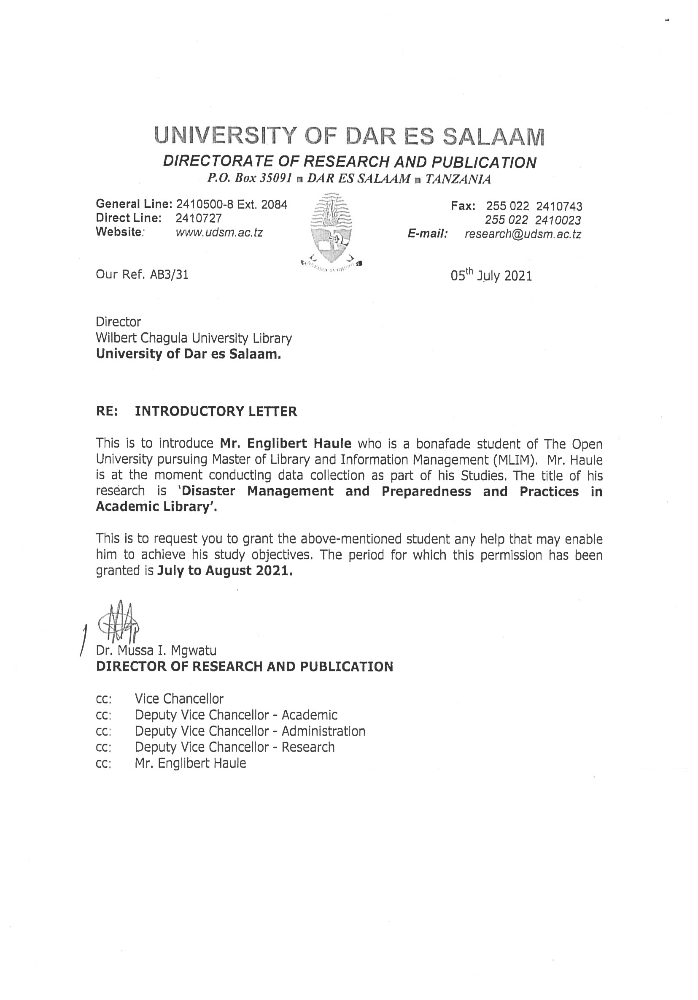 UNIVERSITY OF DAR ES SALAAM
DIRECTORATE OF RESEARCH AND PUBLICATION
P.O. Box 35091 ▪ DAR ES SALAAM ▪ TANZANIA
General Line: 2410500-8 Ext. 2084
Direct Line: 2410727
Website: www.udsm.ac.tz
Fax: 255 022 2410743
255 022 2410023
E-mail: research@udsm.ac.tz
Our Ref. AB3/31
05th July 2021
Director
Wilbert Chagula University Library
University of Dar es Salaam.
RE: INTRODUCTORY LETTER
This is to introduce Mr. Englibert Haule who is a bonafade student of The Open
University pursuing Master of Library and Information Management (MLIM). Mr. Haule
is at the moment conducting data collection as part of his Studies. The title of his
research is 'Disaster Management and Preparedness and Practices in
Academic Library'.
This is to request you to grant the above-mentioned student any help that may enable
him to achieve his study objectives. The period for which this permission has been
granted is July to August 2021.
Dr. Mussa I. Mgwatu
DIRECTOR OF RESEARCH AND PUBLICATION
cc: Vice Chancellor
cc: Deputy Vice Chancellor - Academic
cc: Deputy Vice Chancellor - Administration
cc: Deputy Vice Chancellor - Research
cc: Mr. Englibert Haule